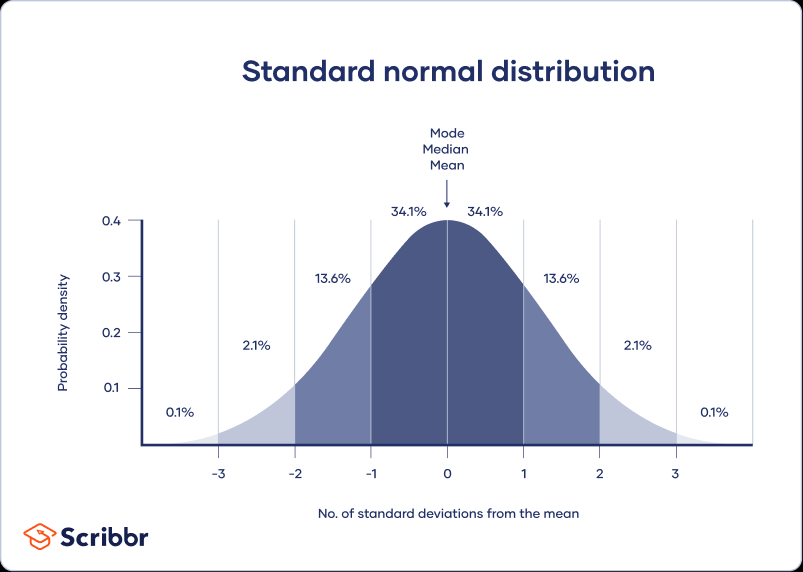 Standard normal distribution
Mode
Median
Mean
34.1% 34.1%
0.4
0.3
13.6% 13.6%
0.2
2.1% 2.1%
0.1
0.1% 0.1%
Probability density
-3 -2 -1 0 1 2 3
No. of standard deviations from the mean
Scribbr